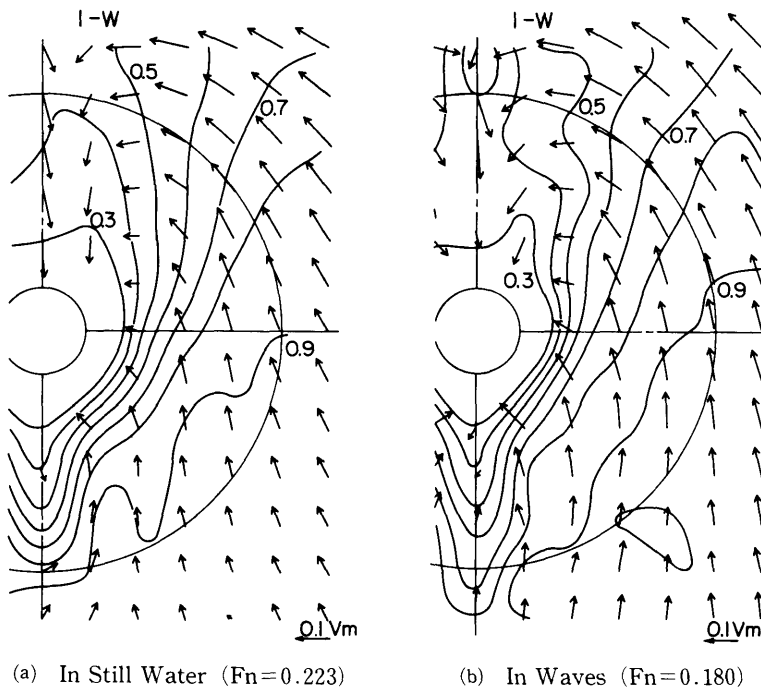 1-W
0.5
0.7
0.3
0.9
0.1Vm
(a) In Still Water (Fn=0.223)
1-W
0.5
0.7
0.3
0.9
0.1Vm
(b) In Waves (Fn=0.180)